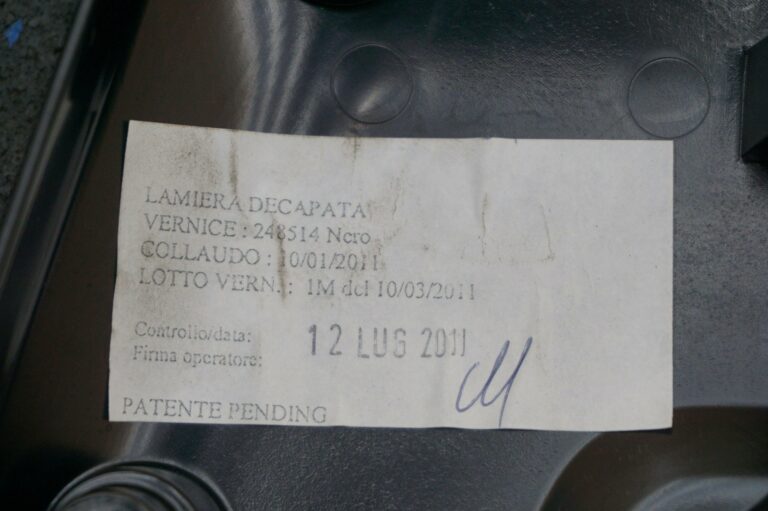 LAMIERA DECAPATA
VERNICE : 248514 Nero
COLLAUDO : 10/01/2011
LOTTO VERN. : 1M del 10/03/2011
Controllo/data: 12 LUG 2011
Firma operatore:
PATENTE PENDING